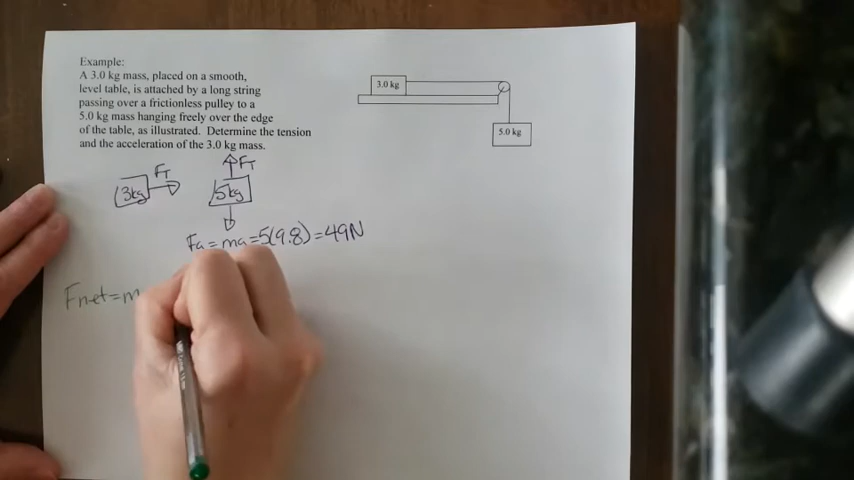 Example:
A 3.0 kg mass, placed on a smooth,
level table, is attached by a long string
passing over a frictionless pulley to a
5.0 kg mass hanging freely over the edge
of the table, as illustrated. Determine the tension
and the acceleration of the 3.0 kg mass.
3.0 kg
5.0 kg
FT
FT
3kg
5kg
Fg = mg = 5(9.8) = 49N
Fnet = m